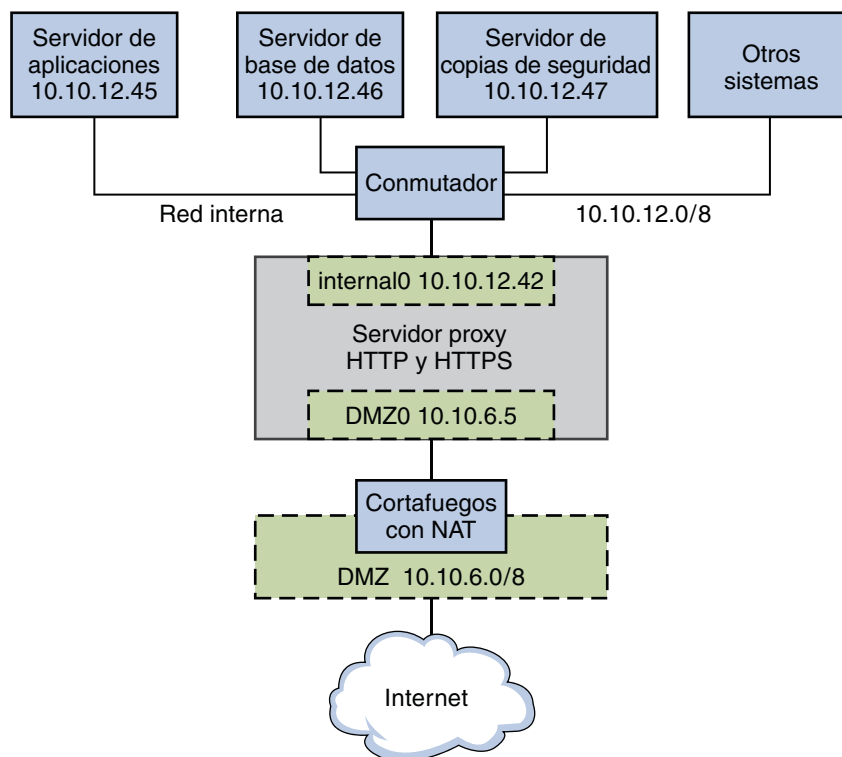 Servidor de
aplicaciones
10.10.12.45
Servidor de
base de datos
10.10.12.46
Servidor de
copias de seguridad
10.10.12.47
Otros
sistemas
Conmutador
Red interna
10.10.12.0/8
internal0 10.10.12.42
Servidor proxy
HTTP y HTTPS
DMZ0 10.10.6.5
Cortafuegos
con NAT
DMZ 10.10.6.0/8
Internet